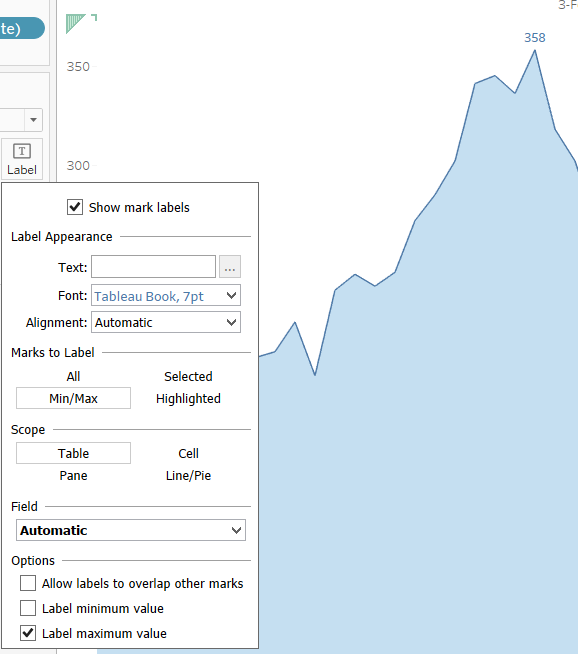 te)
3-F
358
350
300
Label
Show mark labels
Label Appearance
Text:
...
Font: Tableau Book, 7pt
Alignment: Automatic
Marks to Label
All Selected
Min/Max Highlighted
Scope
Table Cell
Pane Line/Pie
Field
Automatic
Options
Allow labels to overlap other marks
Label minimum value
Label maximum value